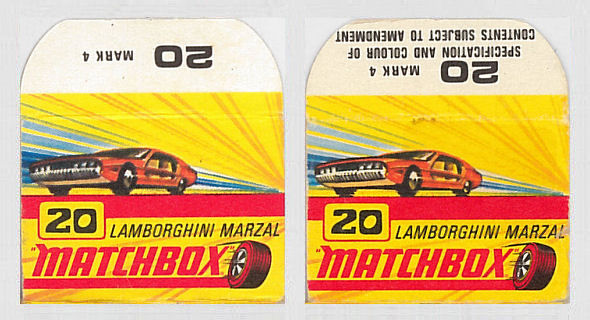 20 MARK 4
20
LAMBORGHINI MARZAL
"MATCHBOX"
SPECIFICATION AND COLOUR OF
CONTENTS SUBJECT TO AMENDMENT
20 MARK 4
20
LAMBORGHINI MARZAL
"MATCHBOX"